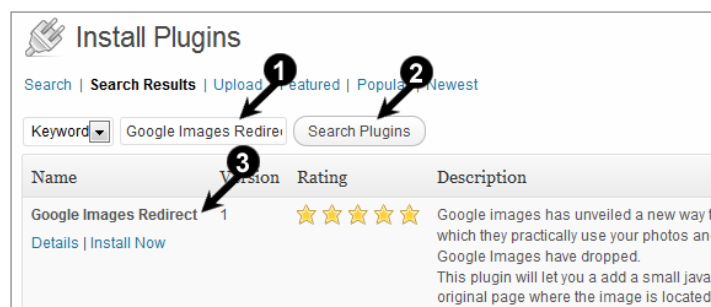 Install Plugins
Search | Search Results | Upload | Featured | Popular | Newest
1
2
Keyword Google Images Redire Search Plugins
3
Name Version Rating Description
Google Images Redirect 1 Google images has unveiled a new way
Details | Install Now which they practically use your photos an
Google Images have dropped.
This plugin will let you a add a small java
original page where the image is located